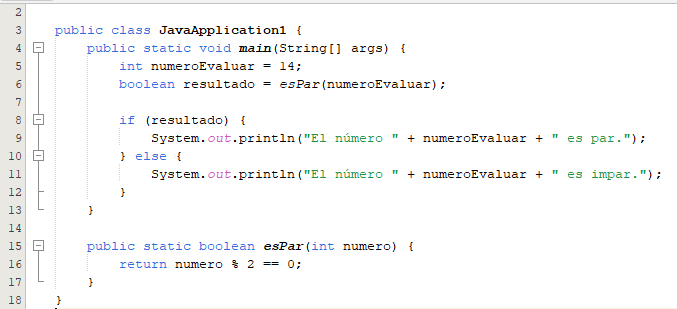 2
3 public class JavaApplication1 {
4 public static void main(String[] args) {
5 int numeroEvaluar = 14;
6 boolean resultado = esPar(numeroEvaluar);
7
8 if (resultado) {
9 System.out.println("El número " + numeroEvaluar + " es par.");
10 } else {
11 System.out.println("El número " + numeroEvaluar + " es impar.");
12 }
13 }
14
15 public static boolean esPar(int numero) {
16 return numero % 2 == 0;
17 }
18 }